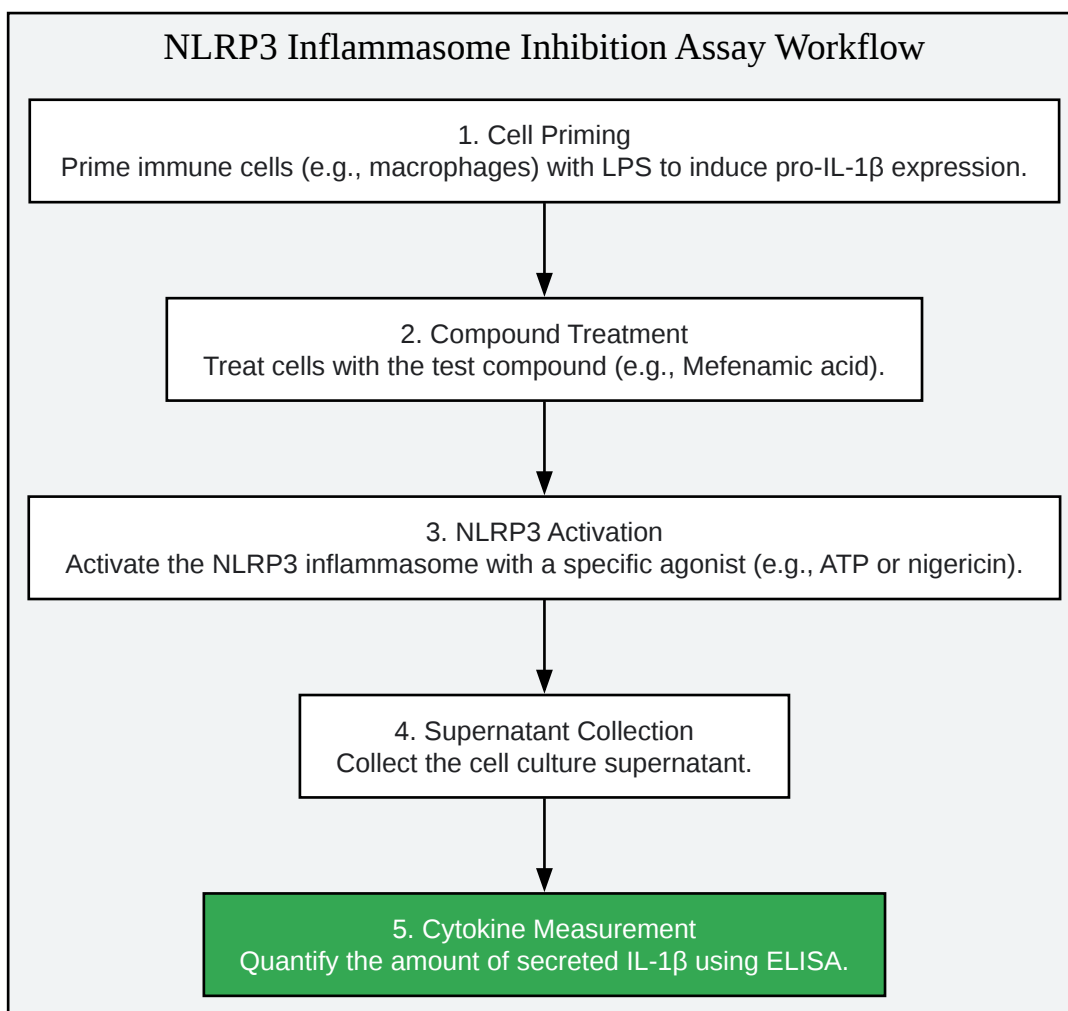 NLRP3 Inflammasome Inhibition Assay Workflow
1. Cell Priming
Prime immune cells (e.g., macrophages) with LPS to induce pro-IL-1β expression.
2. Compound Treatment
Treat cells with the test compound (e.g., Mefenamic acid).
3. NLRP3 Activation
Activate the NLRP3 inflammasome with a specific agonist (e.g., ATP or nigericin).
4. Supernatant Collection
Collect the cell culture supernatant.
5. Cytokine Measurement
Quantify the amount of secreted IL-1β using ELISA.